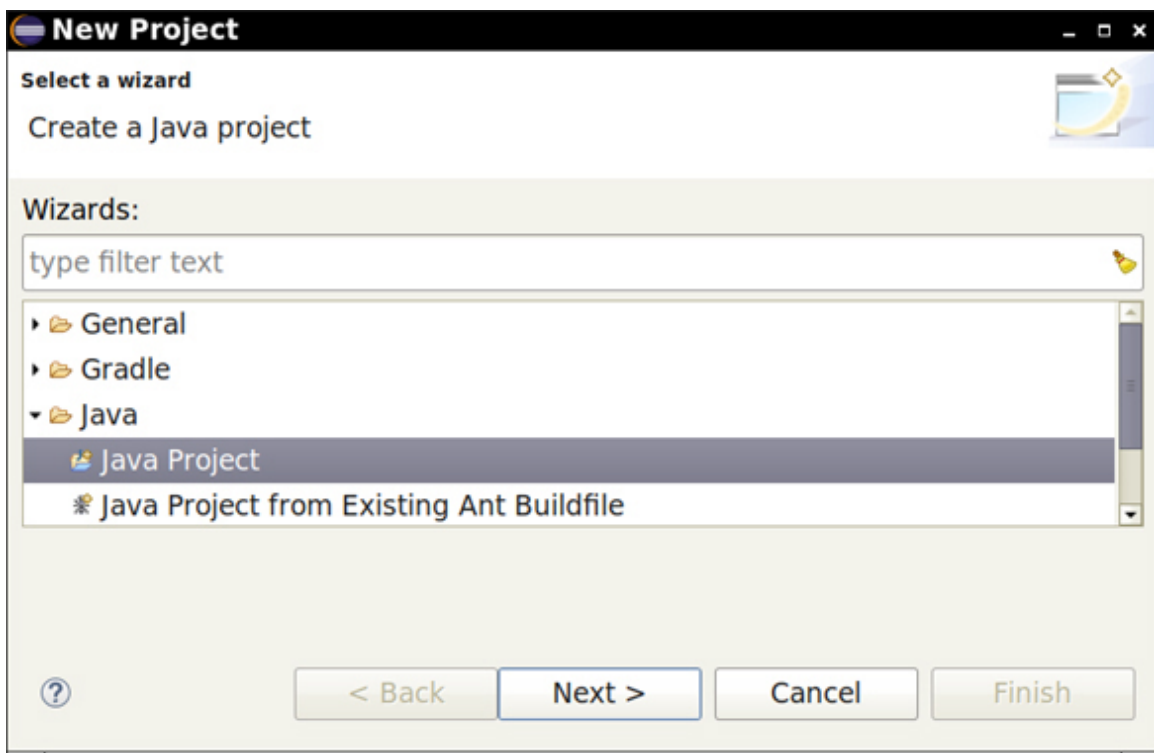 New Project
Select a wizard
Create a Java project
Wizards:
type filter text
General
Gradle
Java
Java Project
Java Project from Existing Ant Buildfile
? < Back Next > Cancel Finish